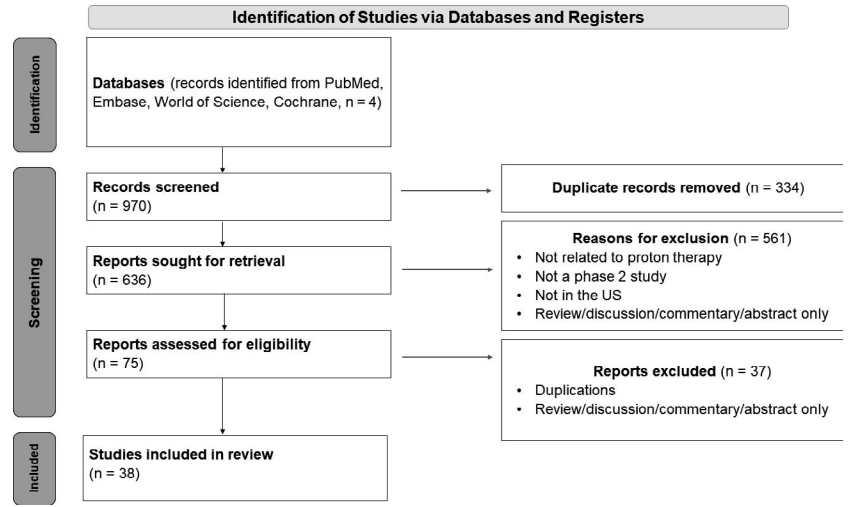 Identification of Studies via Databases and Registers
Identification
Databases (records identified from PubMed,
Embase, World of Science, Cochrane, n = 4)
Screening
Records screened
(n = 970)
Duplicate records removed (n = 334)
Reports sought for retrieval
(n = 636)
Reasons for exclusion (n = 561)
• Not related to proton therapy
• Not a phase 2 study
• Not in the US
• Review/discussion/commentary/abstract only
Reports assessed for eligibility
(n = 75)
Reports excluded (n = 37)
• Duplications
• Review/discussion/commentary/abstract only
Included
Studies included in review
(n = 38)